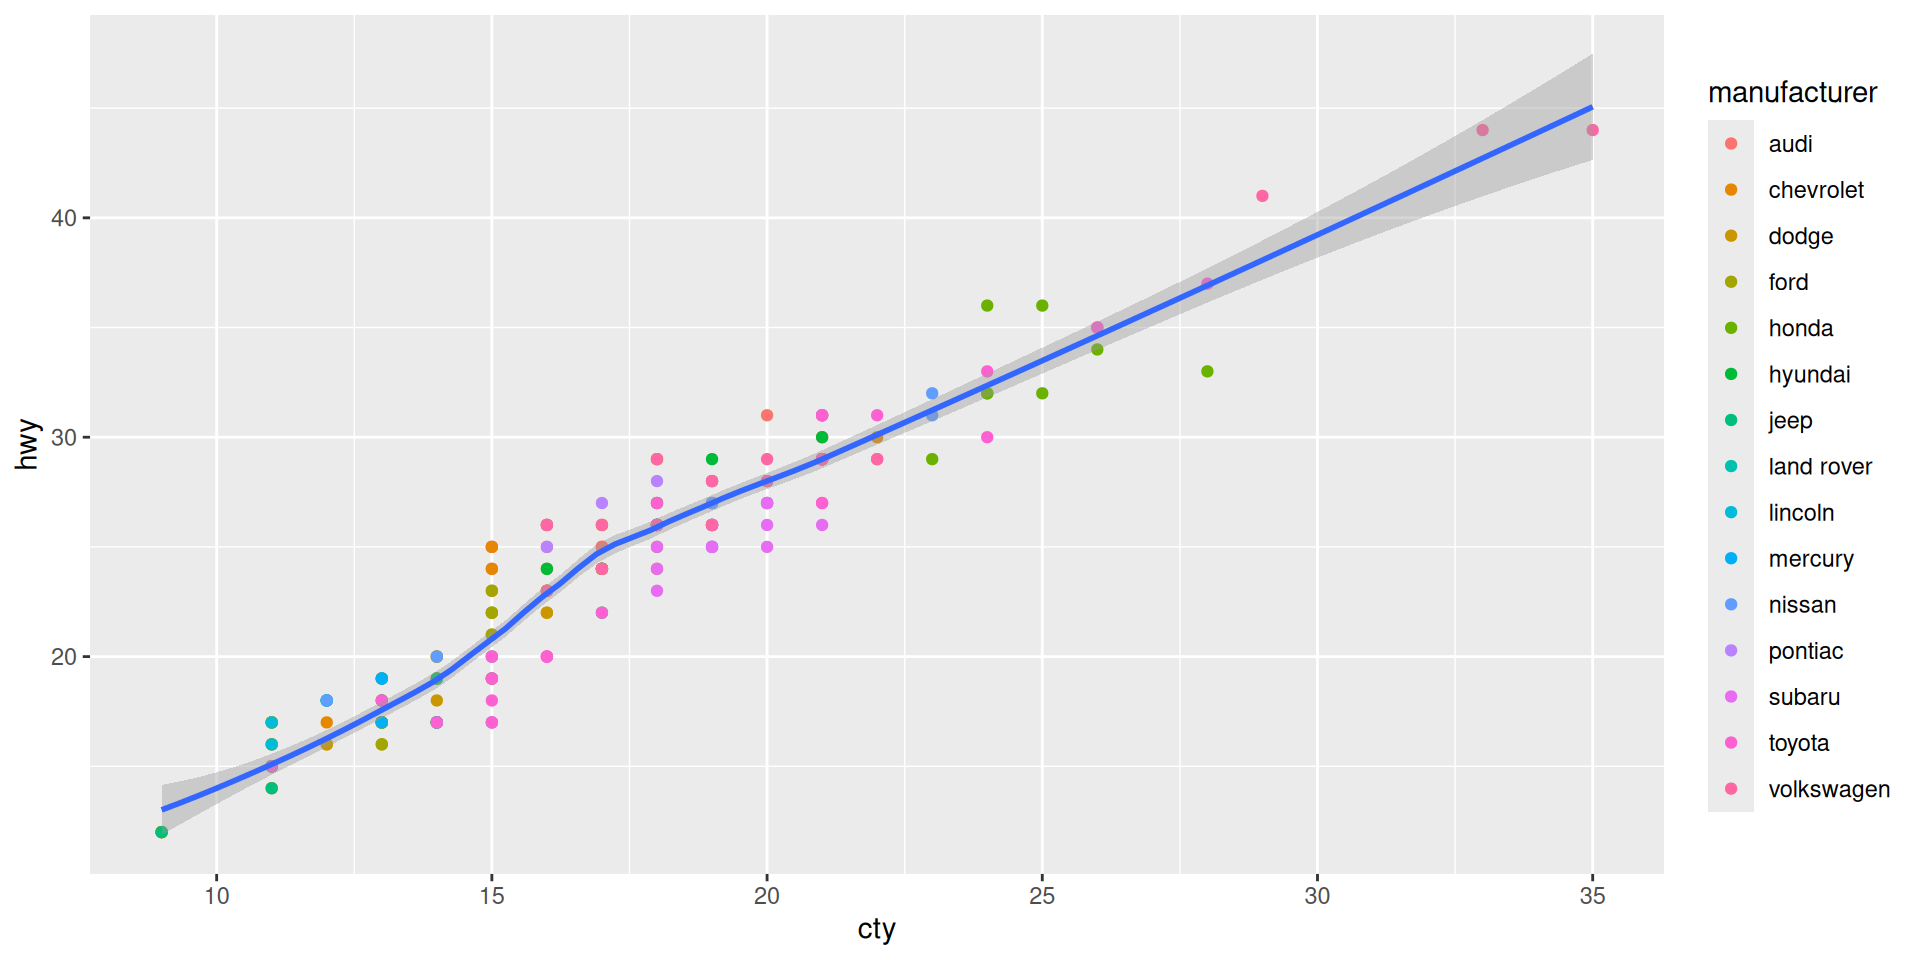 hwy
40
30
20
10 15 20 25 30 35
cty
manufacturer
audi
chevrolet
dodge
ford
honda
hyundai
jeep
land rover
lincoln
mercury
nissan
pontiac
subaru
toyota
volkswagen